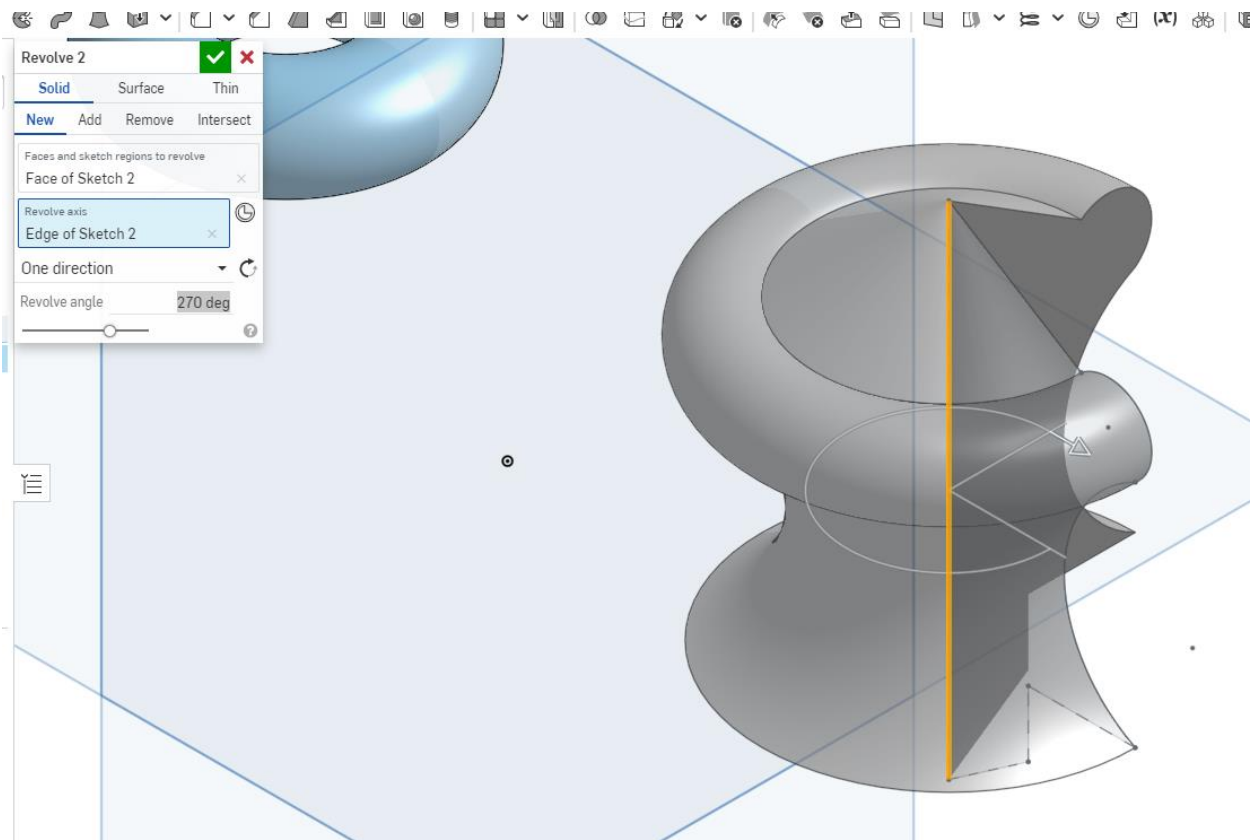 (x)
Revolve 2
Solid Surface Thin
New Add Remove Intersect
Faces and sketch regions to revolve
Face of Sketch 2
Revolve axis
Edge of Sketch 2
One direction
Revolve angle 270 deg